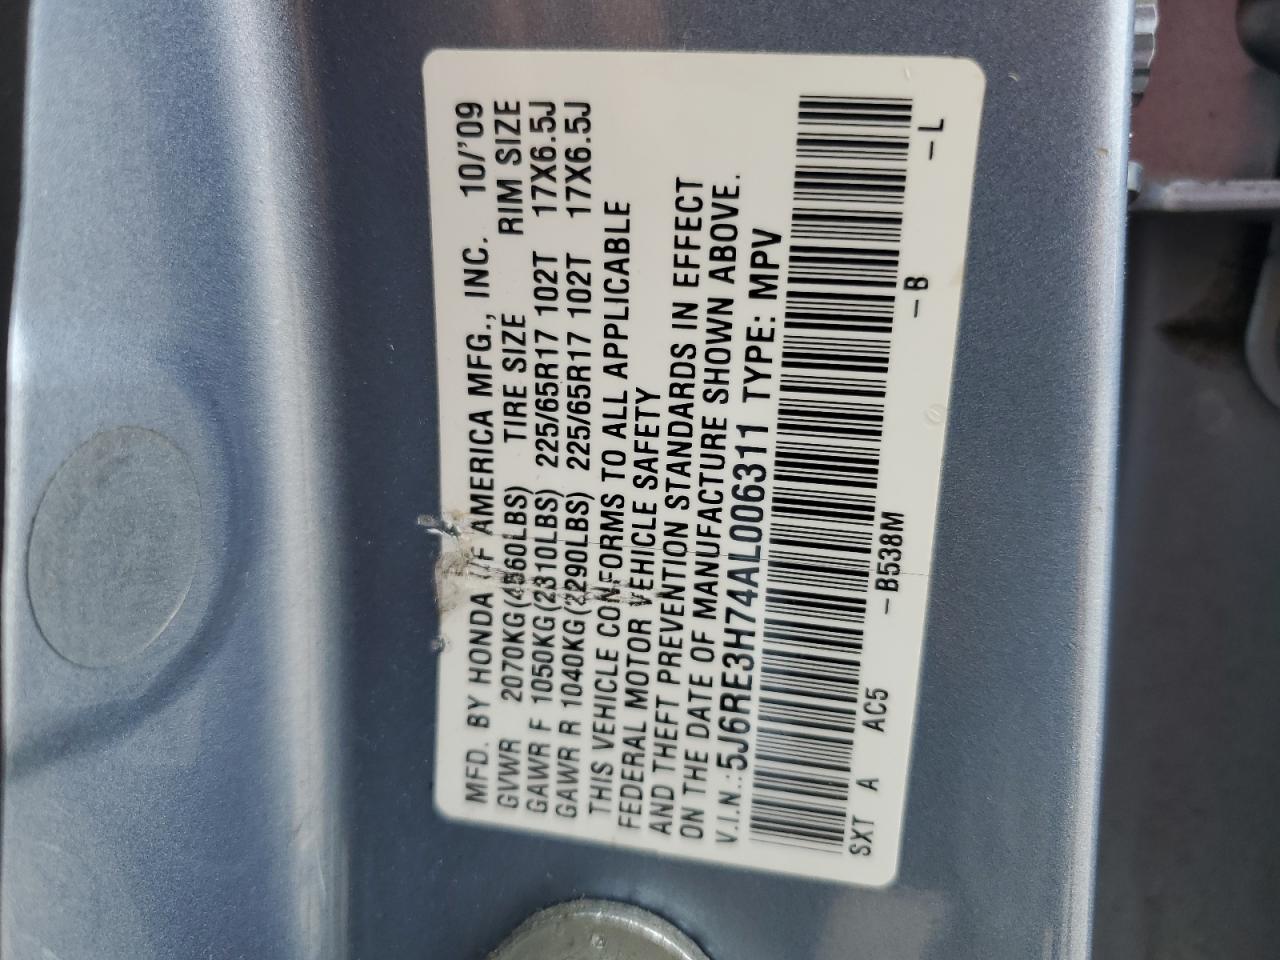 MFD. BY HONDA OF AMERICA MFG., INC. 10/'09
GVWR 2070KG(4560LBS) TIRE SIZE RIM SIZE
GAWR F 1050KG(2310LBS) 225/65R17 102T 17X6.5J
GAWR R 1040KG(2290LBS) 225/65R17 102T 17X6.5J
THIS VEHICLE CONFORMS TO ALL APPLICABLE
FEDERAL MOTOR VEHICLE SAFETY
AND THEFT PREVENTION STANDARDS IN EFFECT
ON THE DATE OF MANUFACTURE SHOWN ABOVE.
V.I.N.:5J6RE3H74AL006311 TYPE: MPV
SXT A AC5 -B538M -B -L